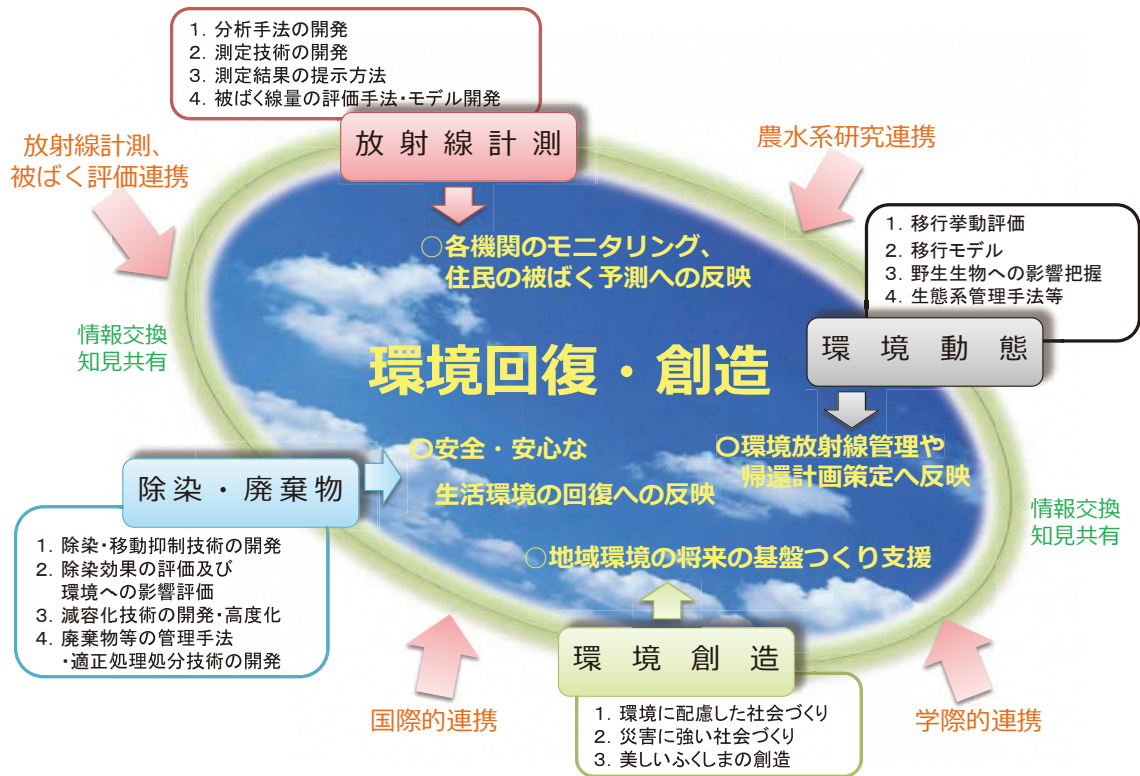 1. 分析手法の開発
2. 測定技術の開発
3. 測定結果の提示方法
4. 被ばく線量の評価手法・モデル開発
放射線計測
放射線計測、
被ばく評価連携
農水系研究連携
○各機関のモニタリング、
住民の被ばく予測への反映
1. 移行挙動評価
2. 移行モデル
3. 野生生物への影響把握
4. 生態系管理手法等
環境動態
情報交換
知見共有
環境回復・創造
○安全・安心な
生活環境の回復への反映
○環境放射線管理や
帰還計画策定へ反映
除染・廃棄物
1. 除染・移動抑制技術の開発
2. 除染効果の評価及び
環境への影響評価
3. 減容化技術の開発・高度化
4. 廃棄物等の管理手法
・適正処理処分技術の開発
情報交換
知見共有
○地域環境の将来の基盤つくり支援
環境創造
1. 環境に配慮した社会づくり
2. 災害に強い社会づくり
3. 美しいふくしまの創造
国際的連携
学際的連携